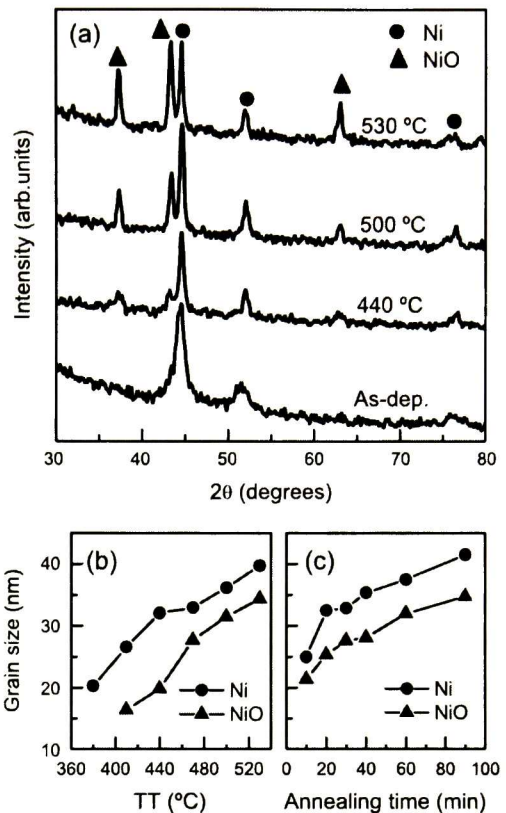 (a)
Ni
NiO
530 ºC
500 ºC
440 ºC
As-dep.
Intensity (arb.units)
30 40 50 60 70 80
2θ (degrees)
(b)
Ni
NiO
40
30
20
10
Grain size (nm)
360 400 440 480 520
TT (ºC)
(c)
Ni
NiO
0 20 40 60 80 100
Annealing time (min)